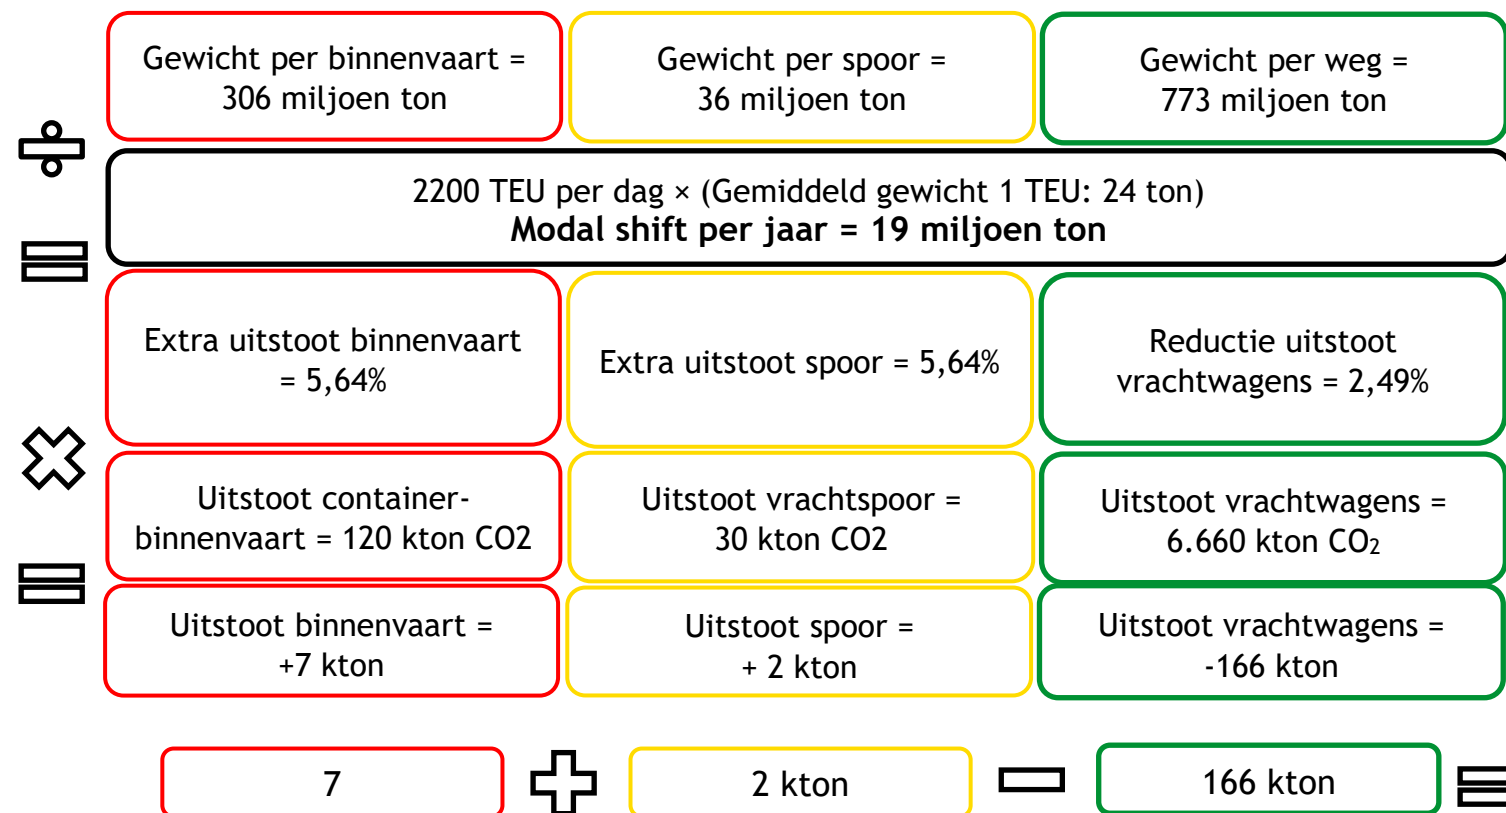 Gewicht per binnenvaart =
306 miljoen ton
Gewicht per spoor =
36 miljoen ton
Gewicht per weg =
773 miljoen ton
÷
2200 TEU per dag × (Gemiddeld gewicht 1 TEU: 24 ton)
Modal shift per jaar = 19 miljoen ton
=
Extra uitstoot binnenvaart
= 5,64%
Extra uitstoot spoor = 5,64%
Reductie uitstoot
vrachtwagens = 2,49%
×
Uitstoot container-
binnenvaart = 120 kton CO2
Uitstoot vrachtspoor =
30 kton CO2
Uitstoot vrachtwagens =
6.660 kton CO₂
=
Uitstoot binnenvaart =
+7 kton
Uitstoot spoor =
+ 2 kton
Uitstoot vrachtwagens =
-166 kton
7 + 2 kton − 166 kton =